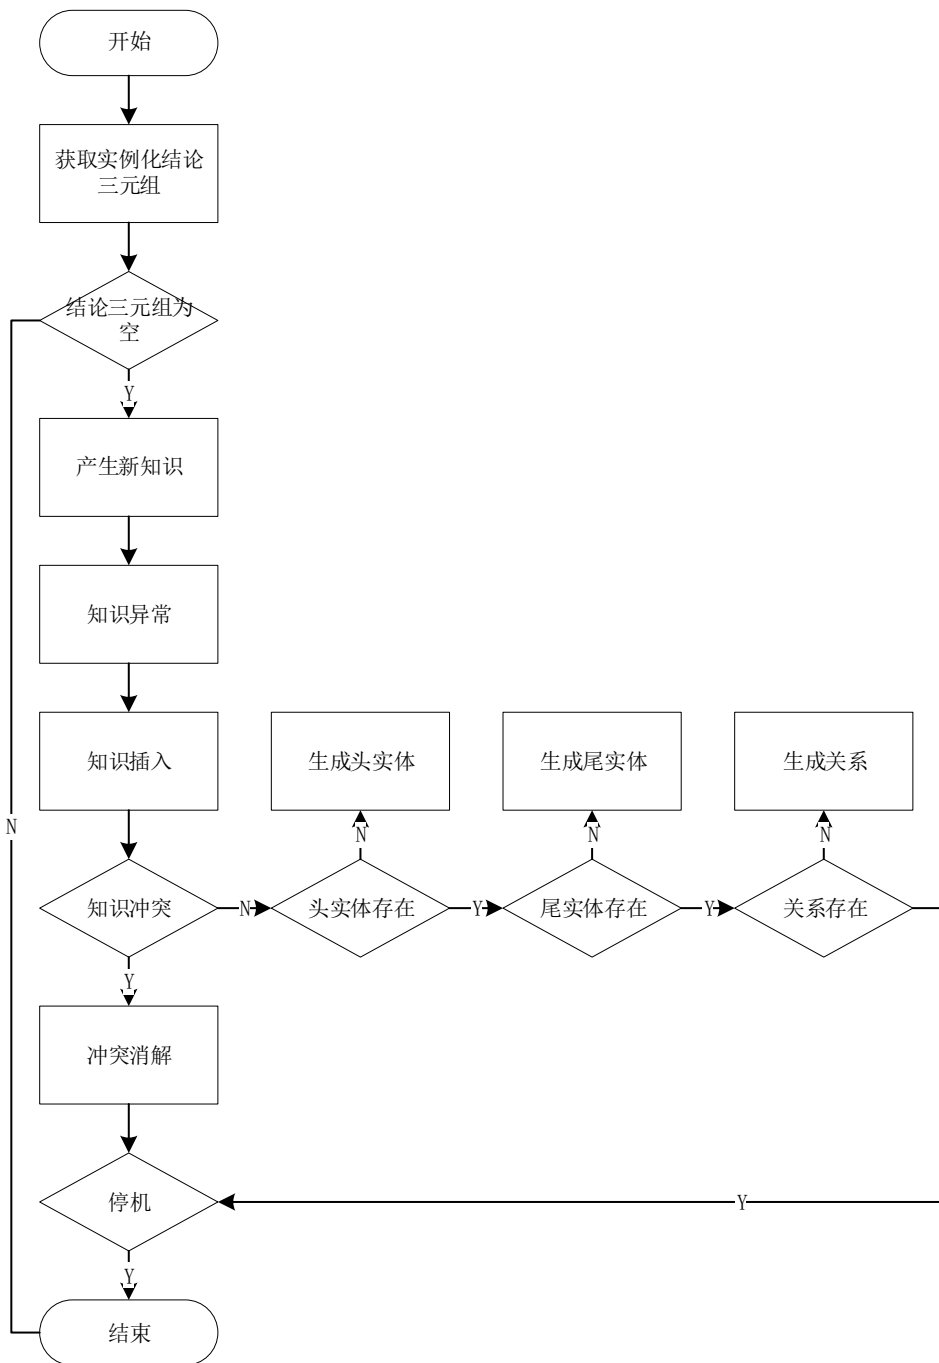 开始
获取实例化结论
三元组
结论三元组为
空
Y
产生新知识
知识异常
知识插入
生成头实体
生成尾实体
生成关系
N
N
N
N
知识冲突
N
头实体存在
Y
尾实体存在
Y
关系存在
Y
冲突消解
停机
Y
Y
结束